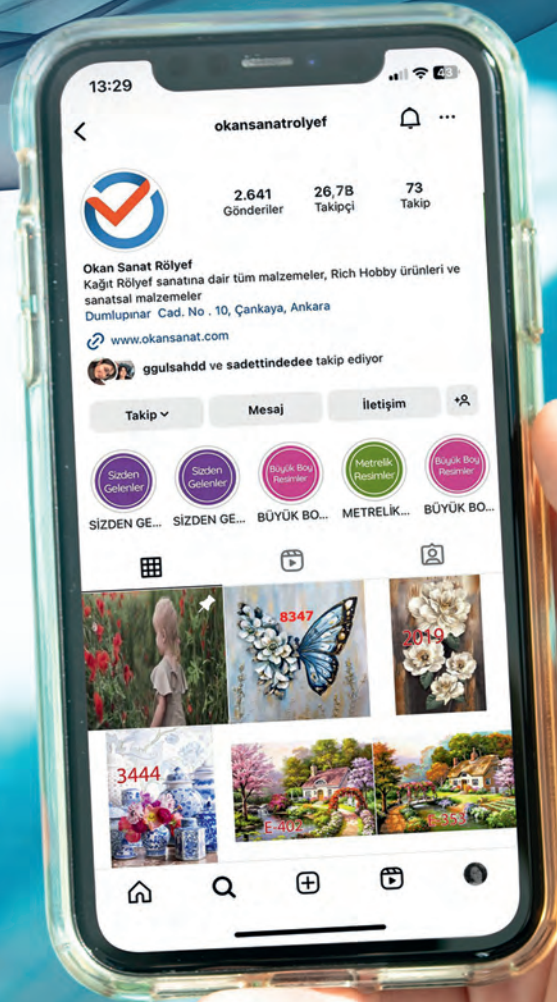 13:29
43
okansanatrolyef
2.641
26,7B
73
Gönderiler
Takipçi
Takip
Okan Sanat Rölyef
Kağıt Rölyef sanatına dair tüm malzemeler, Rich Hobby ürünleri ve
sanatsal malzemeler
Dumlupınar Cad. No . 10, Çankaya, Ankara
www.okansanat.com
ggulsahdd ve sadettindedee takip ediyor
Takip
Mesaj
İletişim
Sizden
Gelenler
Sizden
Gelenler
Büyük Boy
Resimler
Metrelik
Resimler
Büyük Boy
Resimler
SİZDEN GE...
SİZDEN GE...
BÜYÜK BO...
METRELİK...
BÜYÜK BO...
8347
2019
3444
E-402
E-353